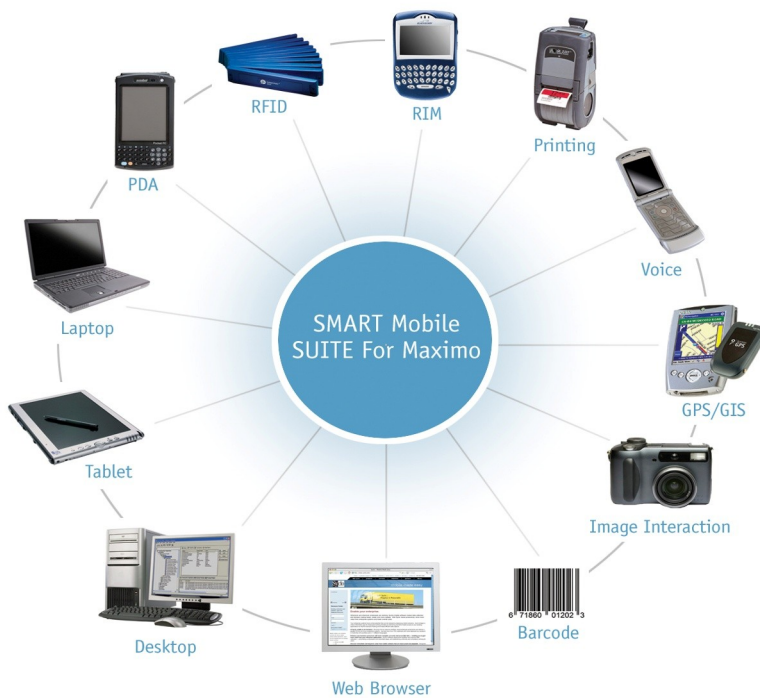 RFID
RIM
Printing
PDA
Voice
Laptop
SMART Mobile
SUITE For Maximo
GPS/GIS
Tablet
Image Interaction
6 71860 01202 3
Barcode
Desktop
Web Browser